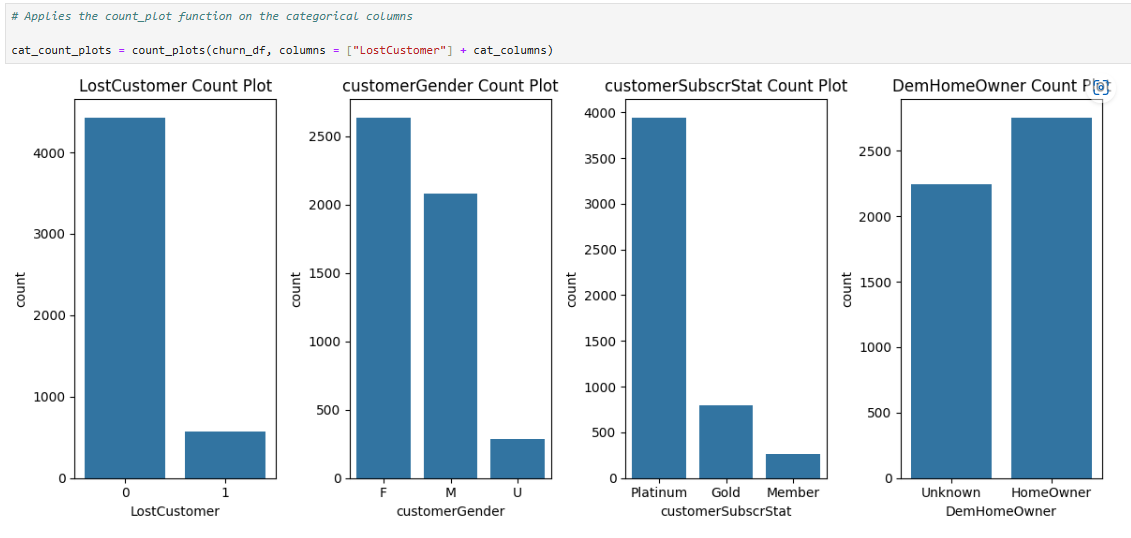 # Applies the count_plot function on the categorical columns
cat_count_plots = count_plots(churn_df, columns = ["LostCustomer"] + cat_columns)
LostCustomer Count Plot
4000
3000
2000
1000
0
count
0 1
LostCustomer
customerGender Count Plot
2500
2000
1500
1000
500
0
count
F M U
customerGender
customerSubscrStat Count Plot
4000
3500
3000
2500
2000
1500
1000
500
0
count
Platinum Gold Member
customerSubscrStat
DemHomeOwner Count Plot
2500
2000
1500
1000
500
0
count
Unknown HomeOwner
DemHomeOwner